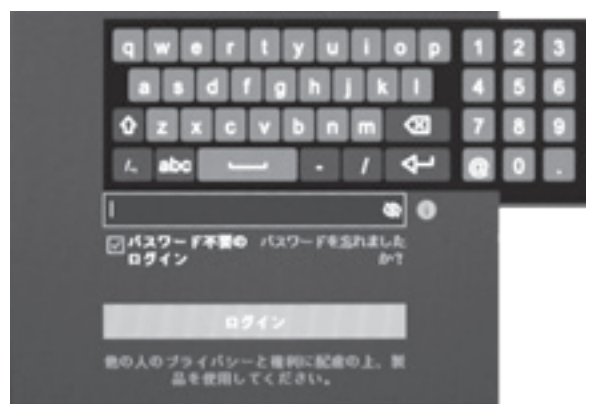 q w e r t y u i o p 1 2 3
a s d f g h j k l 4 5 6
z x c v b n m 7 8 9
abc - / @ 0 .
パスワード不要の パスワードを忘れました
ログイン か?
ログイン
他の人のプライバシーと権利に配慮の上、製
品を使用してください。